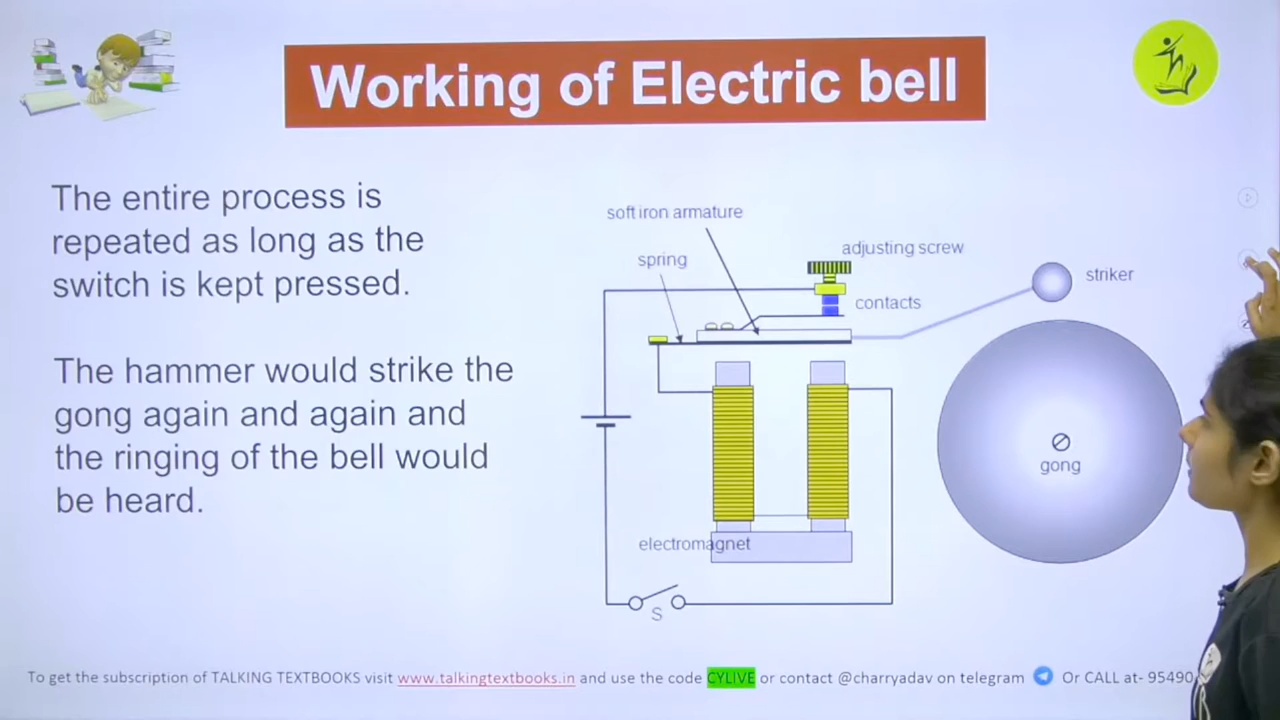 Working of Electric bell
The entire process is
repeated as long as the
switch is kept pressed.
The hammer would strike the
gong again and again and
the ringing of the bell would
be heard.
soft iron armature
spring
adjusting screw
contacts
striker
gong
electromagnet
S
To get the subscription of TALKING TEXTBOOKS visit www.talkingtextbooks.in and use the code CYLIVE or contact @charryadav on telegram Or CALL at- 95490